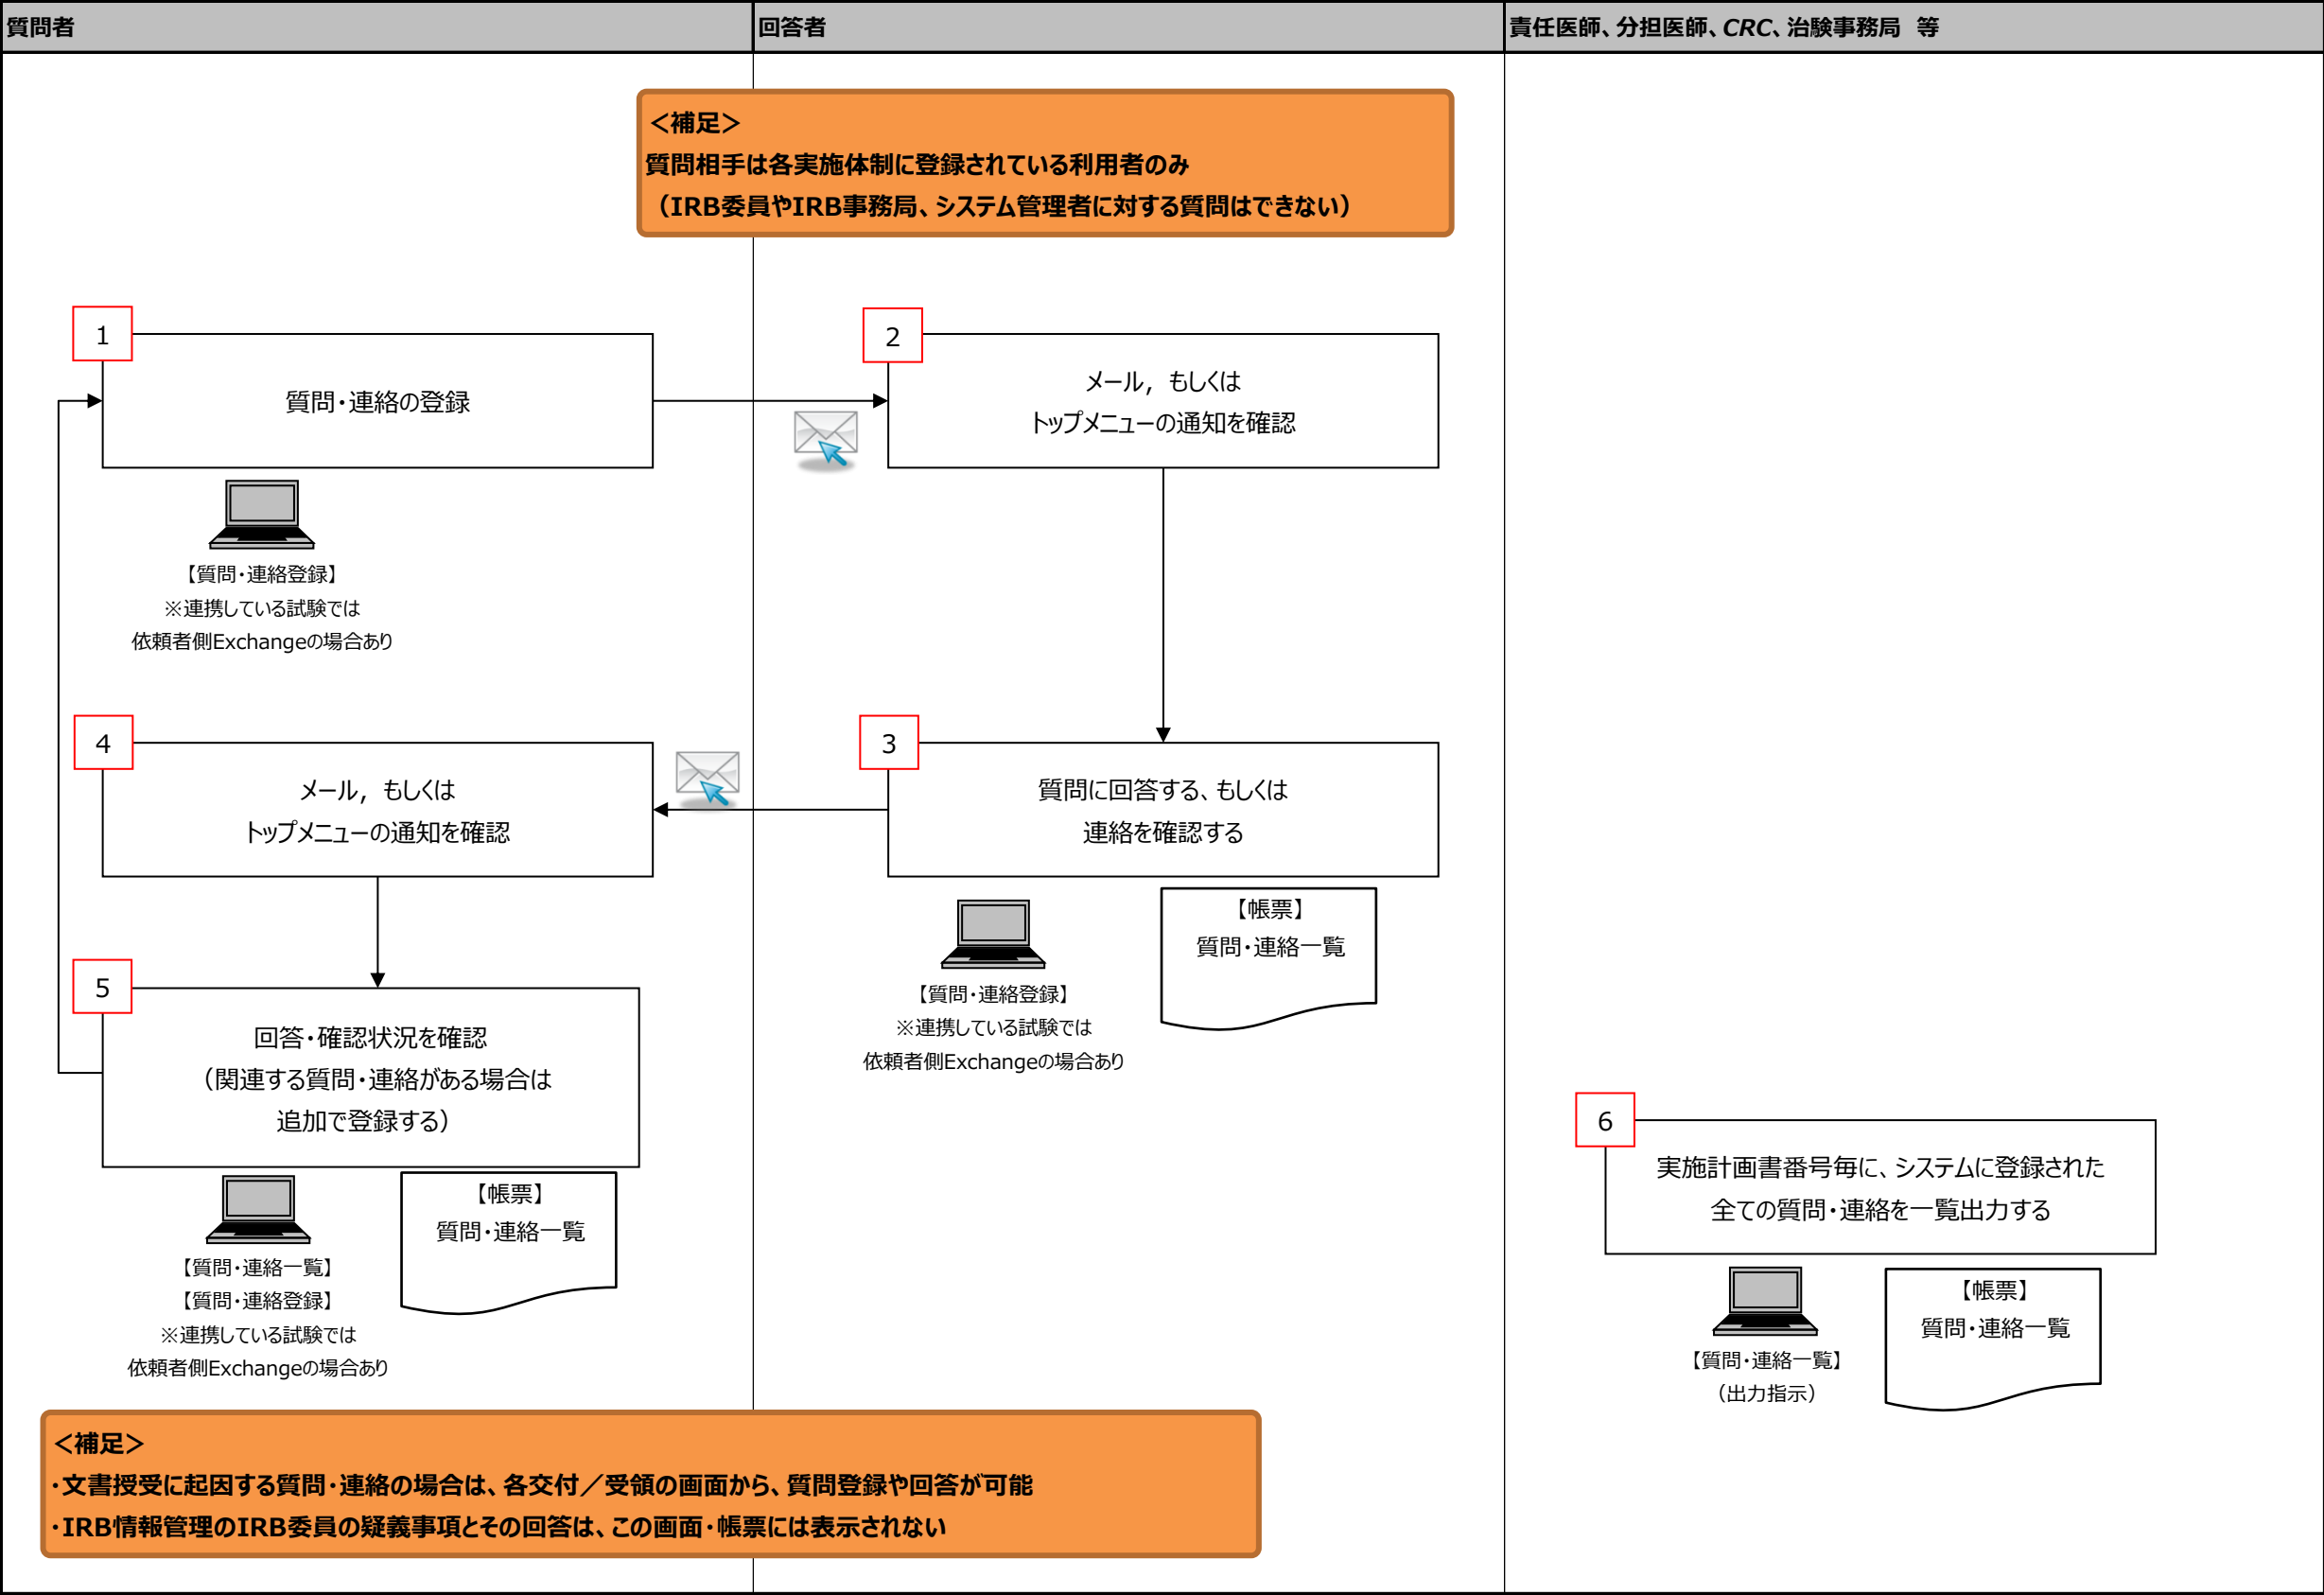 質問者
回答者
責任医師、分担医師、CRC、治験事務局　等
＜補足＞
質問相手は各実施体制に登録されている利用者のみ
（IRB委員やIRB事務局、システム管理者に対する質問はできない）
1
質問・連絡の登録
2
メール，もしくは
トップメニューの通知を確認
【質問・連絡登録】
※連携している試験では
依頼者側Exchangeの場合あり
4
メール，もしくは
トップメニューの通知を確認
3
質問に回答する、もしくは
連絡を確認する
【質問・連絡登録】
※連携している試験では
依頼者側Exchangeの場合あり
【帳票】
質問・連絡一覧
5
回答・確認状況を確認
（関連する質問・連絡がある場合は
追加で登録する）
【質問・連絡一覧】
【質問・連絡登録】
※連携している試験では
依頼者側Exchangeの場合あり
【帳票】
質問・連絡一覧
6
実施計画書番号毎に、システムに登録された
全ての質問・連絡を一覧出力する
【質問・連絡一覧】
（出力指示）
【帳票】
質問・連絡一覧
＜補足＞
・文書授受に起因する質問・連絡の場合は、各交付／受領の画面から、質問登録や回答が可能
・IRB情報管理のIRB委員の疑義事項とその回答は、この画面・帳票には表示されない